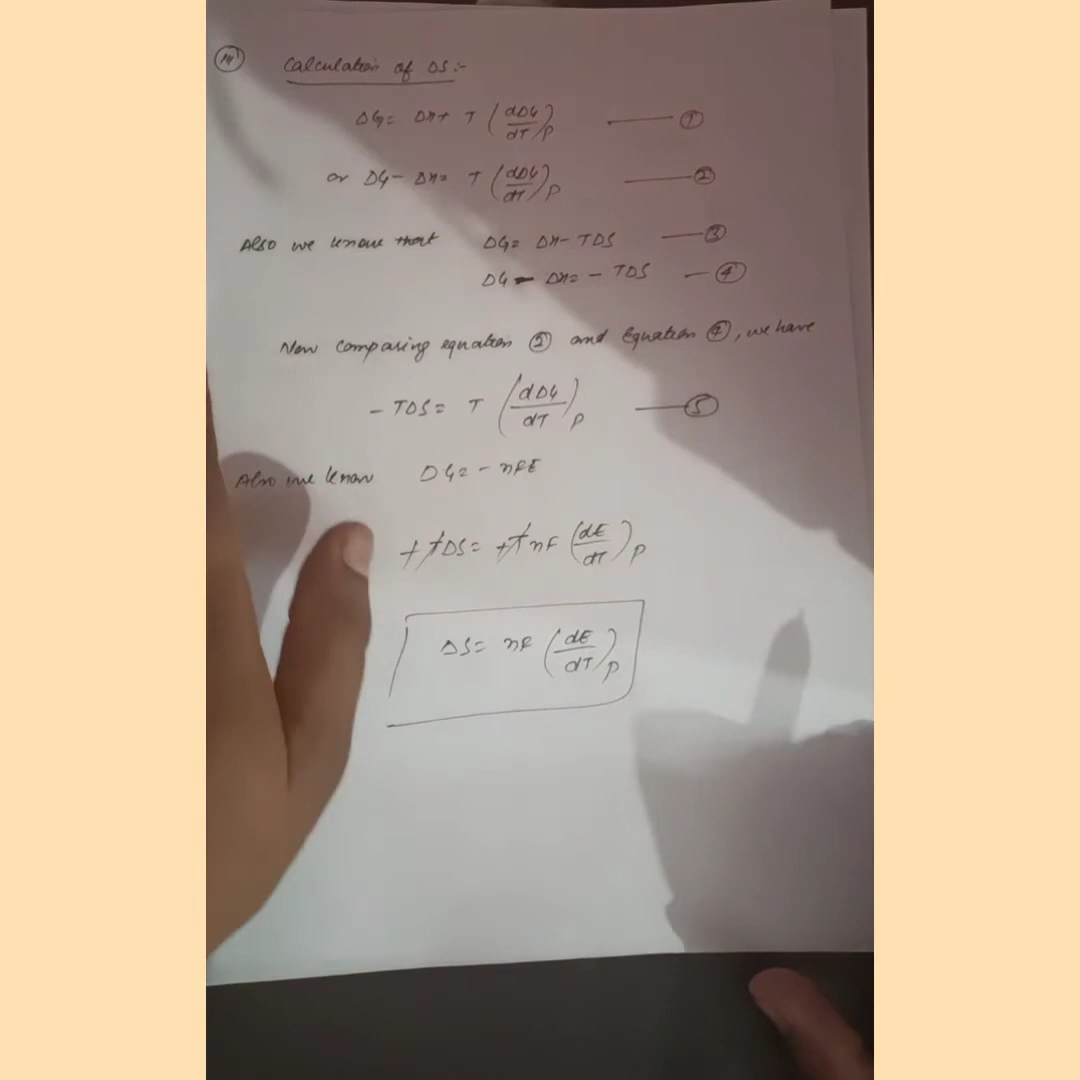 (iii) Calculation of ΔS:-
ΔG = ΔH + T (dΔG/dT)P —— ①
or ΔG - ΔH = T (dΔG/dT)P —— ②
Also we know that ΔG = ΔH - TΔS —— ③
ΔG - ΔH = - TΔS — ④
Now comparing equation ② and Equation ④, we have
- TΔS = T (dΔG/dT)P —— ⑤
Also we know ΔG = - nFE
+TΔS = +TnF (dE/dT)P
ΔS = nF (dE/dT)P